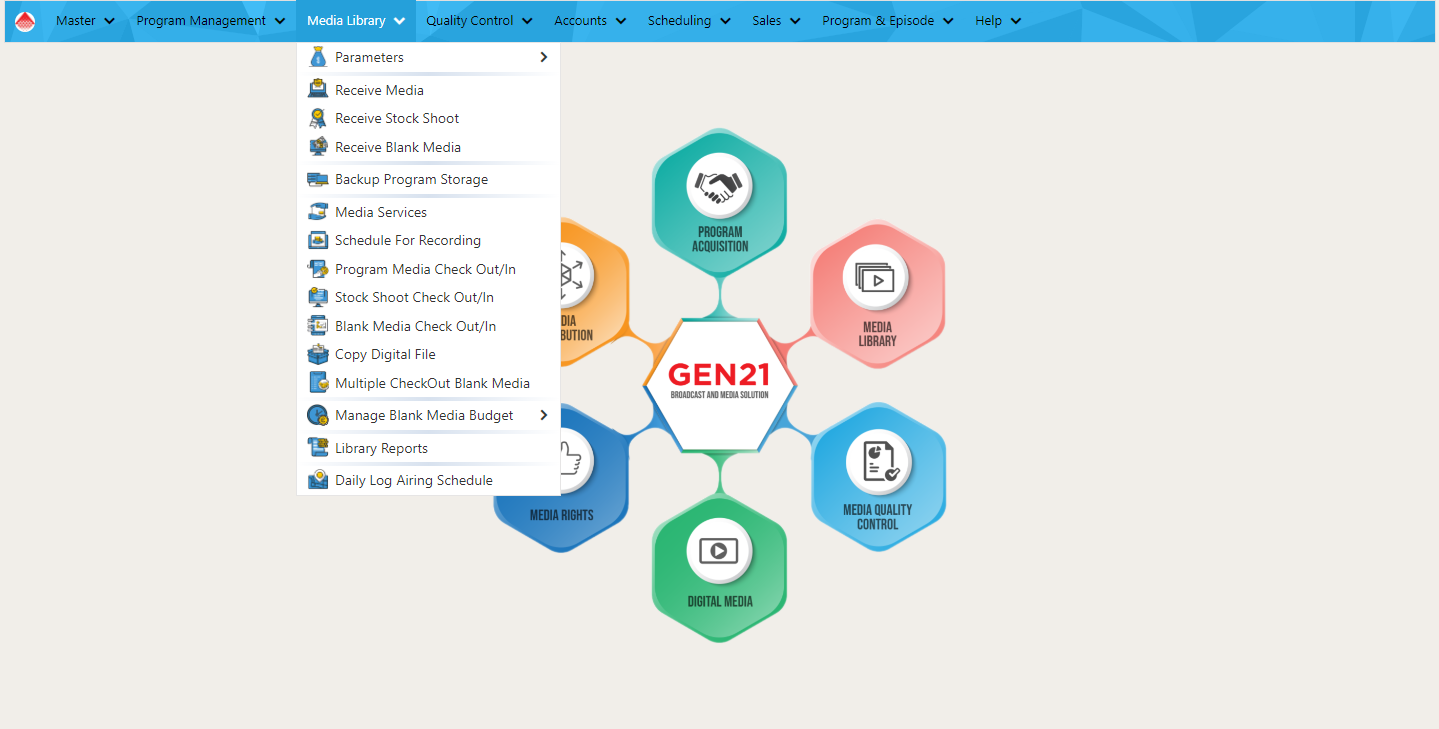 Master Program Management Media Library Quality Control Accounts Scheduling Sales Program & Episode Help
Parameters
Receive Media
Receive Stock Shoot
Receive Blank Media
Backup Program Storage
Media Services
Schedule For Recording
Program Media Check Out/In
Stock Shoot Check Out/In
Blank Media Check Out/In
Copy Digital File
Multiple CheckOut Blank Media
Manage Blank Media Budget
Library Reports
Daily Log Airing Schedule
PROGRAM
ACQUISITION
MEDIA
LIBRARY
DIA
BUTION
GEN21
BROADCAST AND MEDIA SOLUTION
MEDIA RIGHTS
MEDIA QUALITY
CONTROL
DIGITAL MEDIA